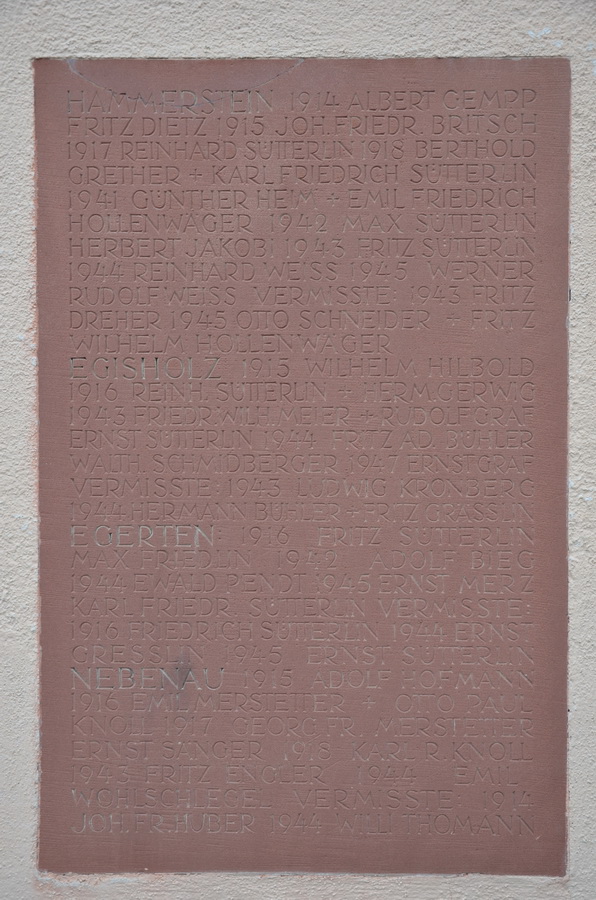 HAMMERSTEIN 1914 ALBERT GEMPP
FRITZ DIETZ 1915 JOH. FRIEDR. BRITSCH
1917 REINHARD SÜTTERLIN 1918 BERTHOLD
GRETHER + KARL FRIEDRICH SÜTTERLIN
1941 GÜNTHER HEIM + EMIL FRIEDRICH
HOLLENWÄGER 1942 MAX SÜTTERLIN
HERBERT JAKOBI 1943 FRITZ SÜTTERLIN
1944 REINHARD WEISS 1945 WERNER
RUDOLF WEISS VERMISSTE: 1943 FRITZ
DREHER 1945 OTTO SCHNEIDER + FRITZ
WILHELM HOLLENWÄGER
EGISHOLZ 1915 WILHELM HILBOLD
1916 REINH. SÜTTERLIN + HERM. GERWIG
1943 FRIEDR. WILH. MEIER + RUDOLF GRAF
ERNST SÜTTERLIN 1944 FRITZ AD. BÜHLER
WALTH. SCHMIDBERGER 1947 ERNST GRAF
VERMISSTE: 1943 LUDWIG KRONBERG
1944 HERMANN BÜHLER + FRITZ GRÄSSLIN
EGERTEN 1916 FRITZ SÜTTERLIN
MAX FRIEDLIN 1942 ADOLF BIEG
1944 EWALD PENDT 1945 ERNST MERZ
KARL FRIEDR. SÜTTERLIN VERMISSTE:
1916 FRIEDRICH SÜTTERLIN 1944 ERNST
GRESSLIN 1945 ERNST SÜTTERLIN
NEBENAU 1915 ADOLF HOFMANN
1916 EMIL MERSTETTER + OTTO PAUL
KNOLL 1917 GEORG FR. MERSTETTER
ERNST SÄNGER 1918 KARL R. KNOLL
1943 FRITZ ENGLER 1944 EMIL
WOHLSCHLEGEL VERMISSTE: 1914
JOH. FR. HUBER 1944 WILLI THOMANN